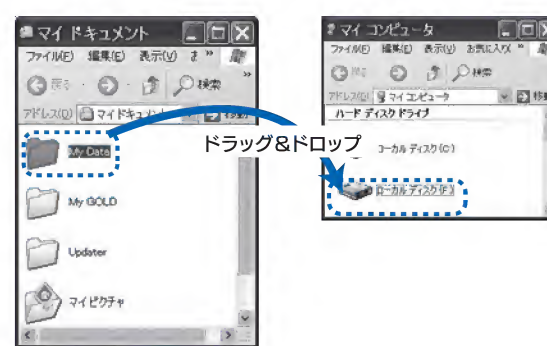 マイ ドキュメント
ファイル(F) 編集(E) 表示(V) ま »
戻る 検索 »
アドレス(D) マイ ドキュメント 移動
My Data
My GOLD
Updater
マイ ピクチャ
ドラッグ&ドロップ
マイ コンピュータ
ファイル(F) 編集(E) 表示(V) お気に入り( »
戻る 検索
アドレス(D) マイ コンピュータ 移動
ハード ディスク ドライブ
ローカル ディスク (C:)
ローカル ディスク (F:)